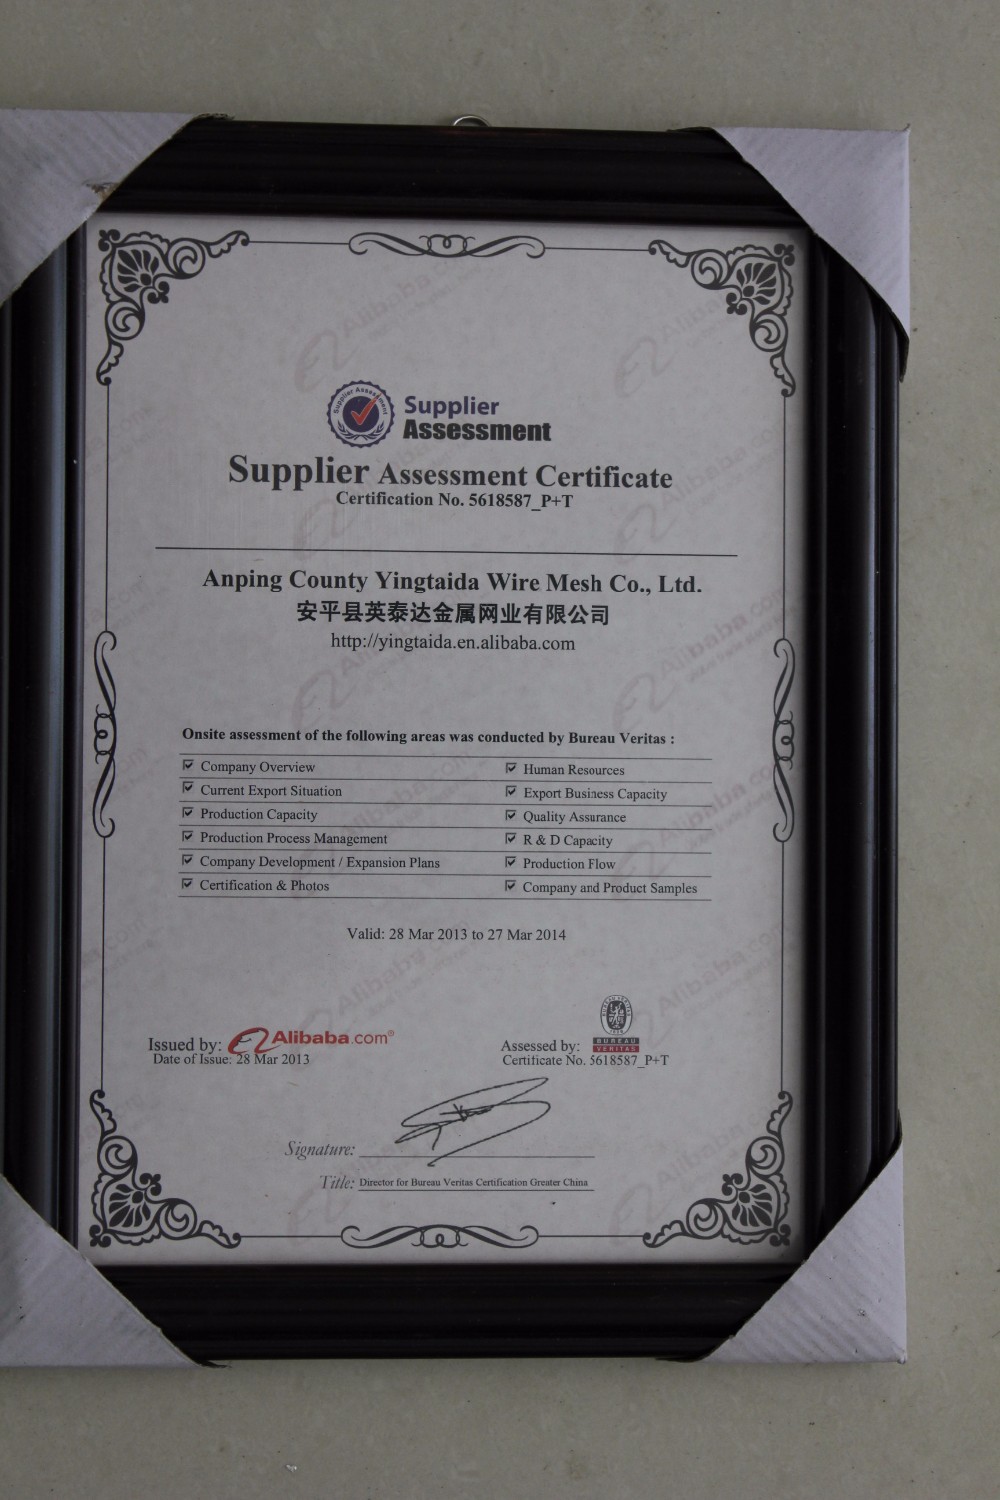 Supplier Assessment
Supplier
Assessment
Supplier Assessment Certificate
Certification No. 5618587_P+T
Anping County Yingtaida Wire Mesh Co., Ltd.
安平县英泰达金属网业有限公司
http://yingtaida.en.alibaba.com
Onsite assessment of the following areas was conducted by Bureau Veritas :
Company Overview
Human Resources
Current Export Situation
Export Business Capacity
Production Capacity
Quality Assurance
Production Process Management
R & D Capacity
Company Development / Expansion Plans
Production Flow
Certification & Photos
Company and Product Samples
Valid: 28 Mar 2013 to 27 Mar 2014
Issued by: Alibaba.com®
Date of Issue: 28 Mar 2013
Assessed by: BUREAU VERITAS
Certificate No. 5618587_P+T
Signature:
Title: Director for Bureau Veritas Certification Greater China